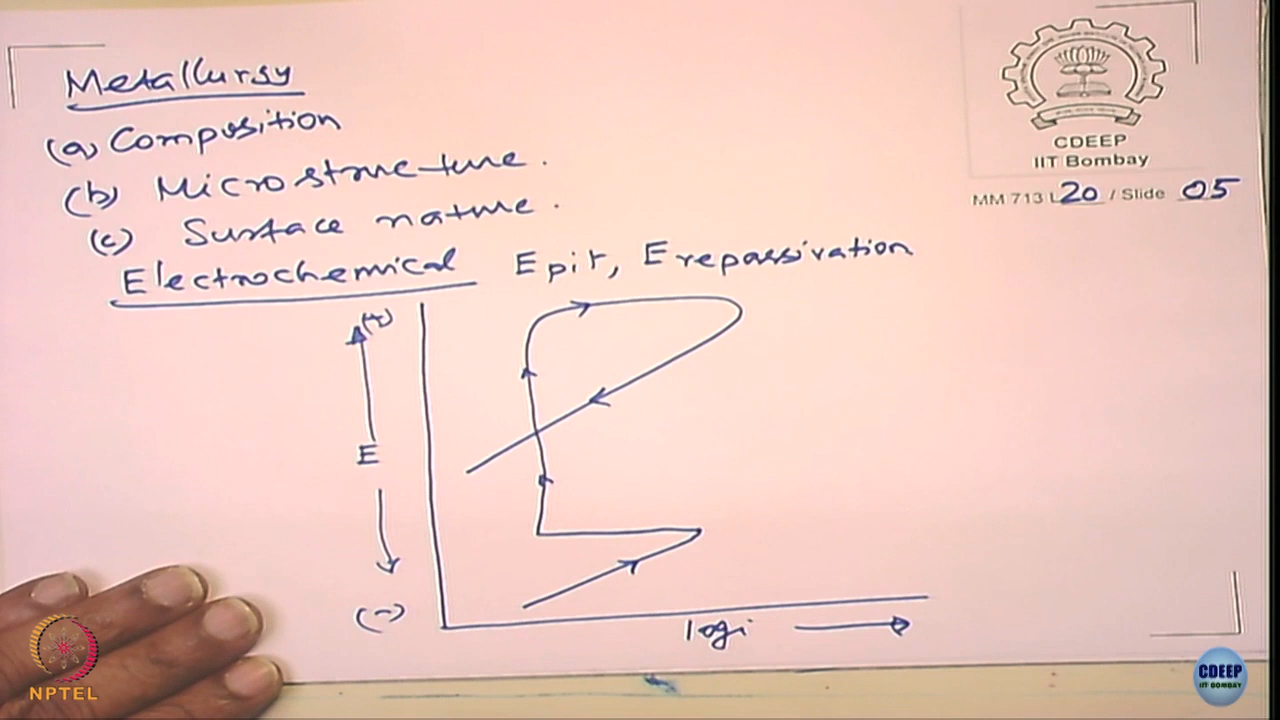 Metallurgy
(a) Composition
(b) Microstructure.
(c) Surface nature.
Electrochemical Epit, Erepassivation
(+)
E
(-)
log i
CDEEP
IIT Bombay
MM 713 L 20 / Slide 05
NPTEL
CDEEP
IIT BOMBAY